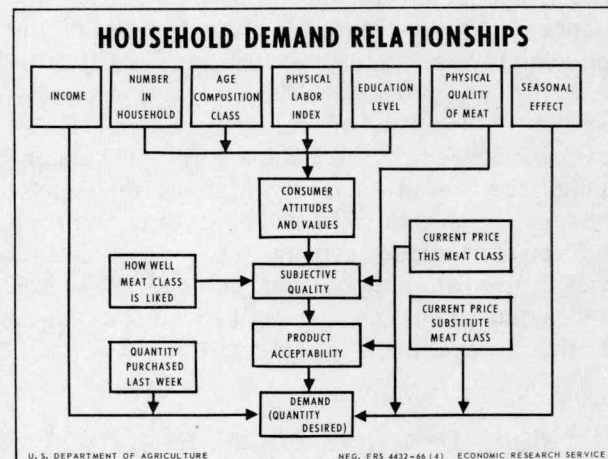 HOUSEHOLD DEMAND RELATIONSHIPS
INCOME
NUMBER
IN
HOUSEHOLD
AGE
COMPOSITION
CLASS
PHYSICAL
LABOR
INDEX
EDUCATION
LEVEL
PHYSICAL
QUALITY
OF MEAT
SEASONAL
EFFECT
CONSUMER
ATTITUDES
AND VALUES
HOW WELL
MEAT CLASS
IS LIKED
SUBJECTIVE
QUALITY
CURRENT PRICE
THIS MEAT CLASS
CURRENT PRICE
SUBSTITUTE
MEAT CLASS
PRODUCT
ACCEPTABILITY
QUANTITY
PURCHASED
LAST WEEK
DEMAND
(QUANTITY
DESIRED)
U. S. DEPARTMENT OF AGRICULTURE
NEG. ERS 4432-66 (4) ECONOMIC RESEARCH SERVICE